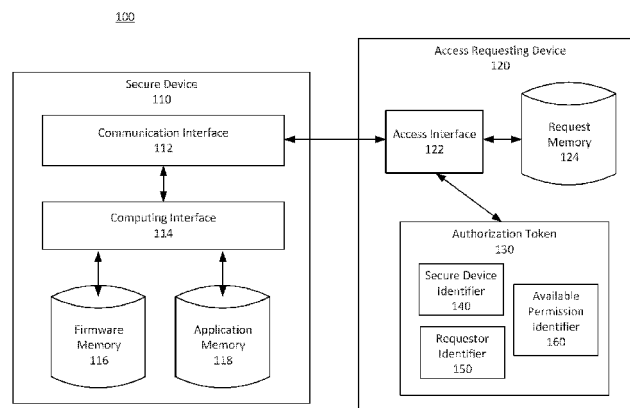 100
Secure Device
110
Communication Interface
112
Computing Interface
114
Firmware
Memory
116
Application
Memory
118
Access Requesting Device
120
Access Interface
122
Request
Memory
124
Authorization Token
130
Secure Device
Identifier
140
Requestor
Identifier
150
Available
Permission
Identifier
160